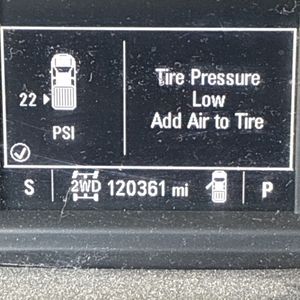 Tire Pressure
Low
Add Air to Tire
22
PSI
S 2WD 120361 mi P